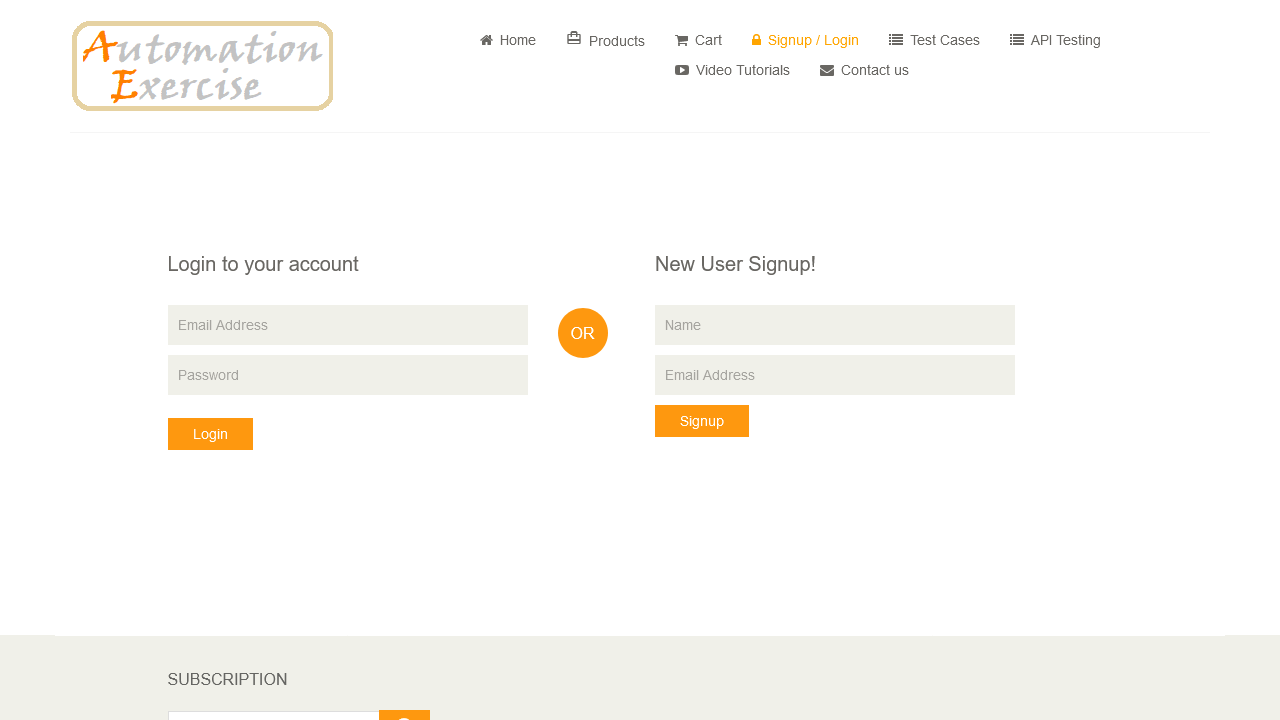 Automation
Exercise
Home
Products
Cart
Signup / Login
Test Cases
API Testing
Video Tutorials
Contact us
Login to your account
New User Signup!
Email Address
Password
Login
OR
Name
Email Address
Signup
SUBSCRIPTION